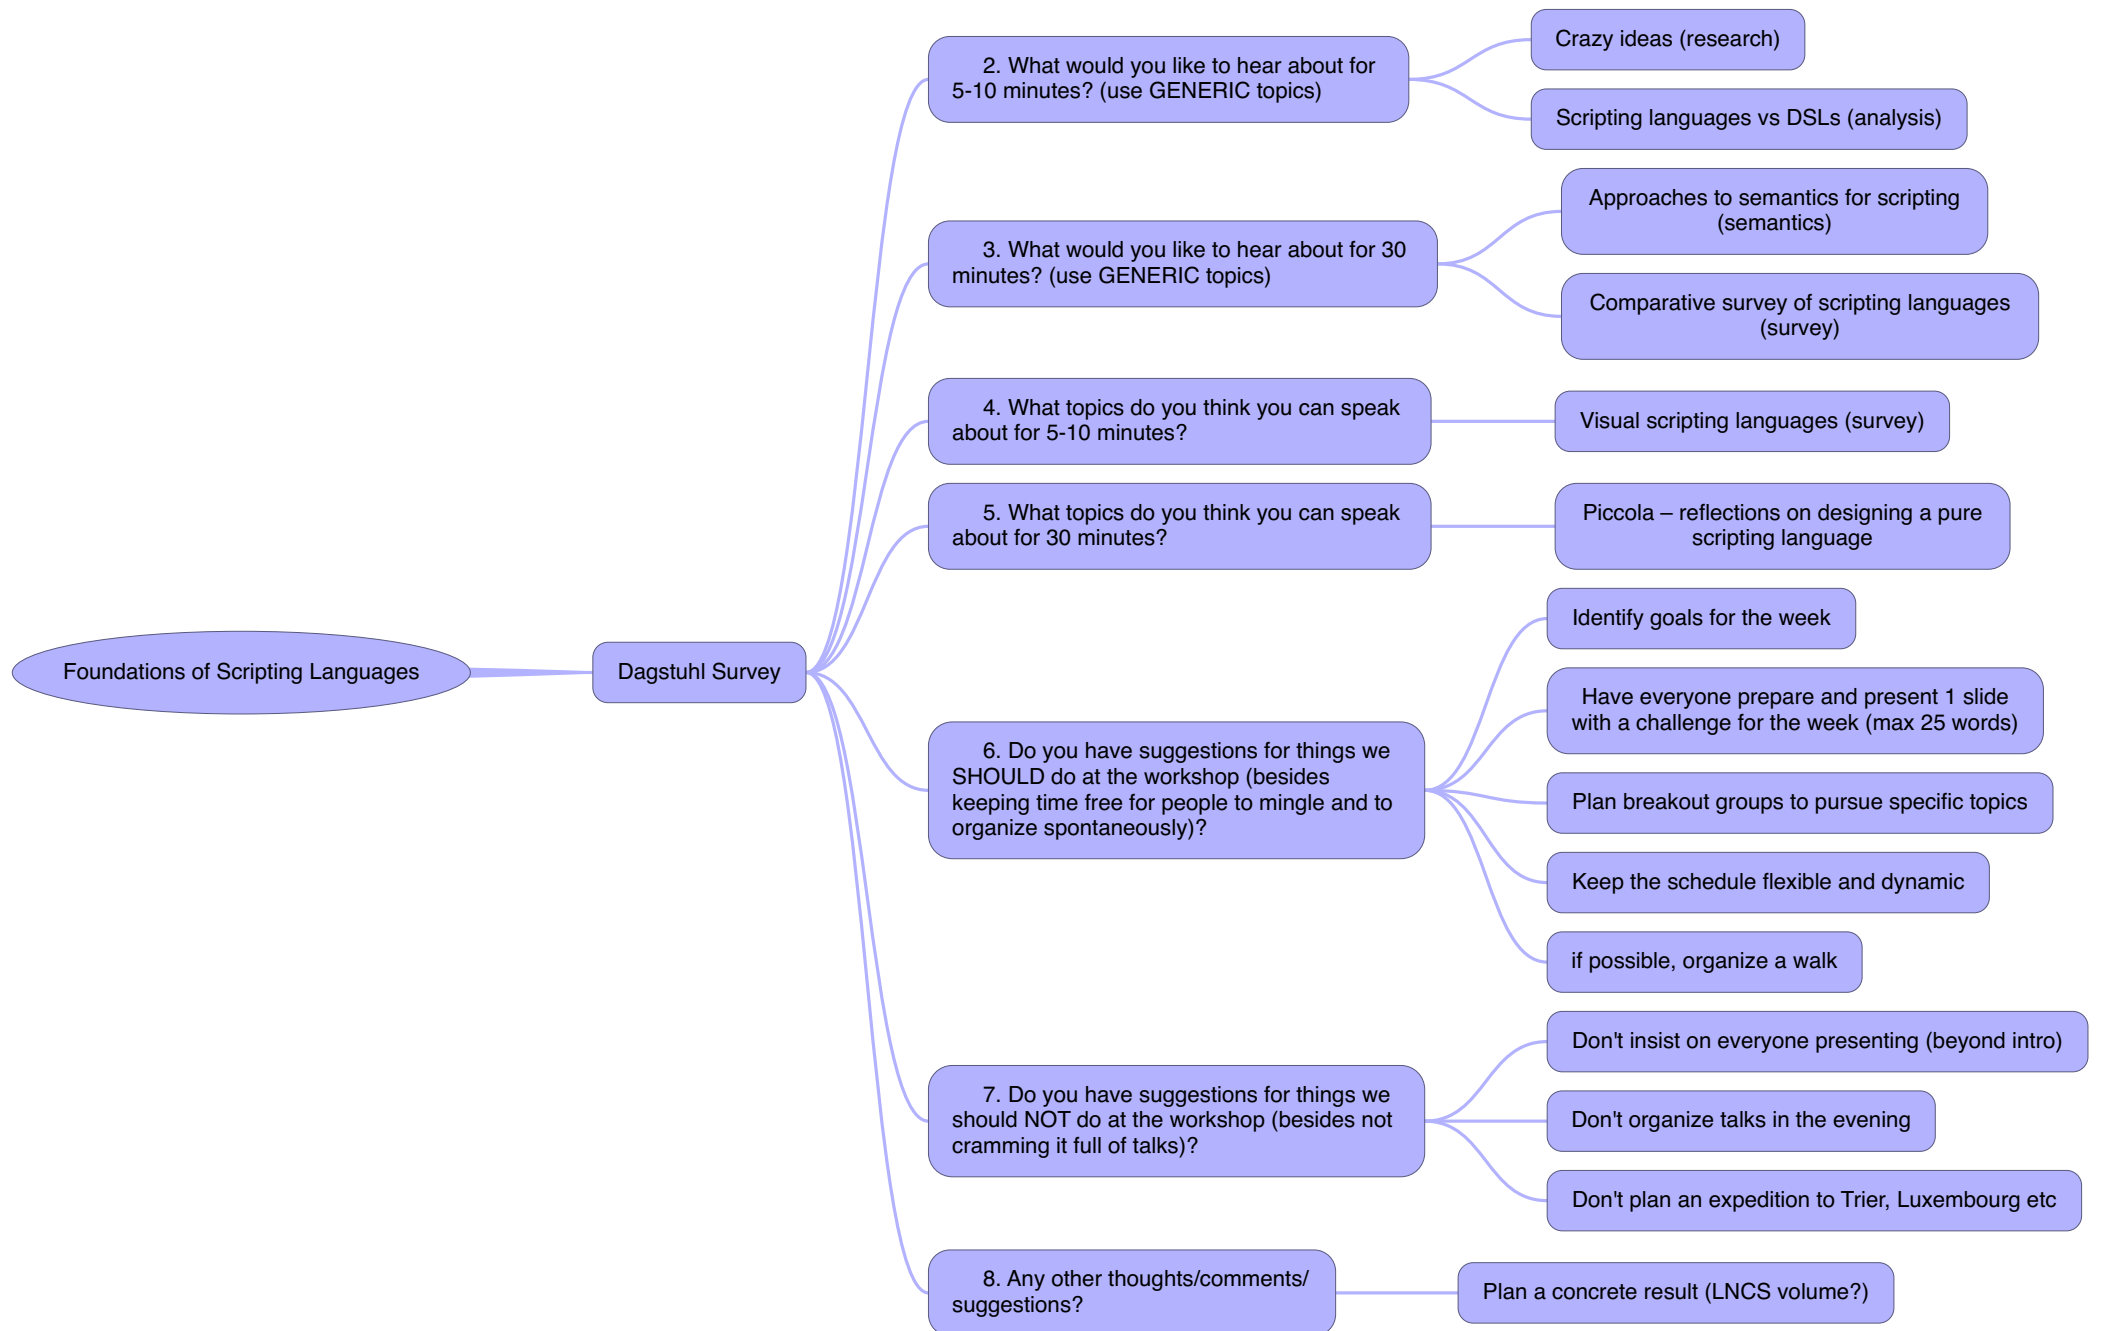 Foundations of Scripting Languages
Dagstuhl Survey
2. What would you like to hear about for
5-10 minutes? (use GENERIC topics)
Crazy ideas (research)
Scripting languages vs DSLs (analysis)
3. What would you like to hear about for 30
minutes? (use GENERIC topics)
Approaches to semantics for scripting
(semantics)
Comparative survey of scripting languages
(survey)
4. What topics do you think you can speak
about for 5-10 minutes?
Visual scripting languages (survey)
5. What topics do you think you can speak
about for 30 minutes?
Piccola – reflections on designing a pure
scripting language
6. Do you have suggestions for things we
SHOULD do at the workshop (besides
keeping time free for people to mingle and to
organize spontaneously)?
Identify goals for the week
Have everyone prepare and present 1 slide
with a challenge for the week (max 25 words)
Plan breakout groups to pursue specific topics
Keep the schedule flexible and dynamic
if possible, organize a walk
7. Do you have suggestions for things we
should NOT do at the workshop (besides not
cramming it full of talks)?
Don't insist on everyone presenting (beyond intro)
Don't organize talks in the evening
Don't plan an expedition to Trier, Luxembourg etc
8. Any other thoughts/comments/
suggestions?
Plan a concrete result (LNCS volume?)